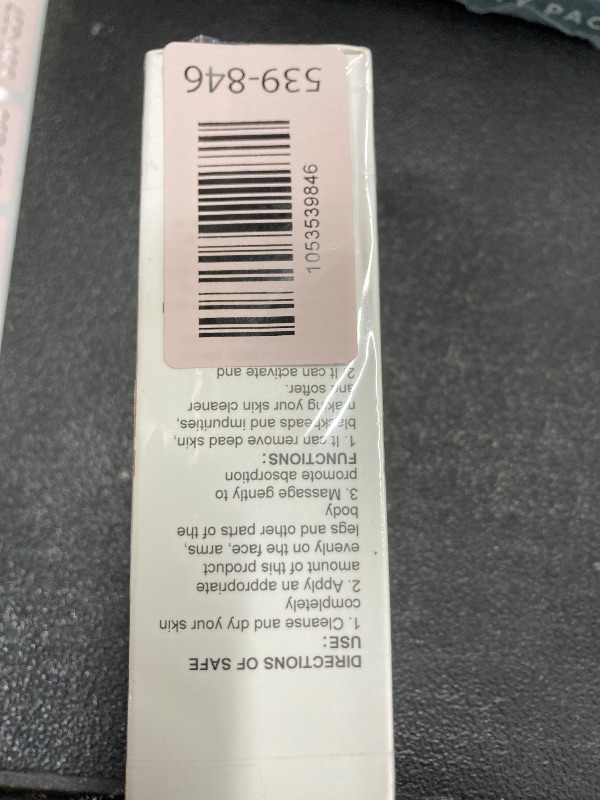 DIRECTIONS OF SAFE
USE:
1. Cleanse and dry your skin
completely
2. Apply an appropriate
amount of this product
evenly on the face, arms,
legs and other parts of the
body
3. Massage gently to
promote absorption
FUNCTIONS:
1. It can remove dead skin,
blackheads and impurities,
making your skin cleaner
and softer.
2. It can activate and
1053539846
539-846
PAC